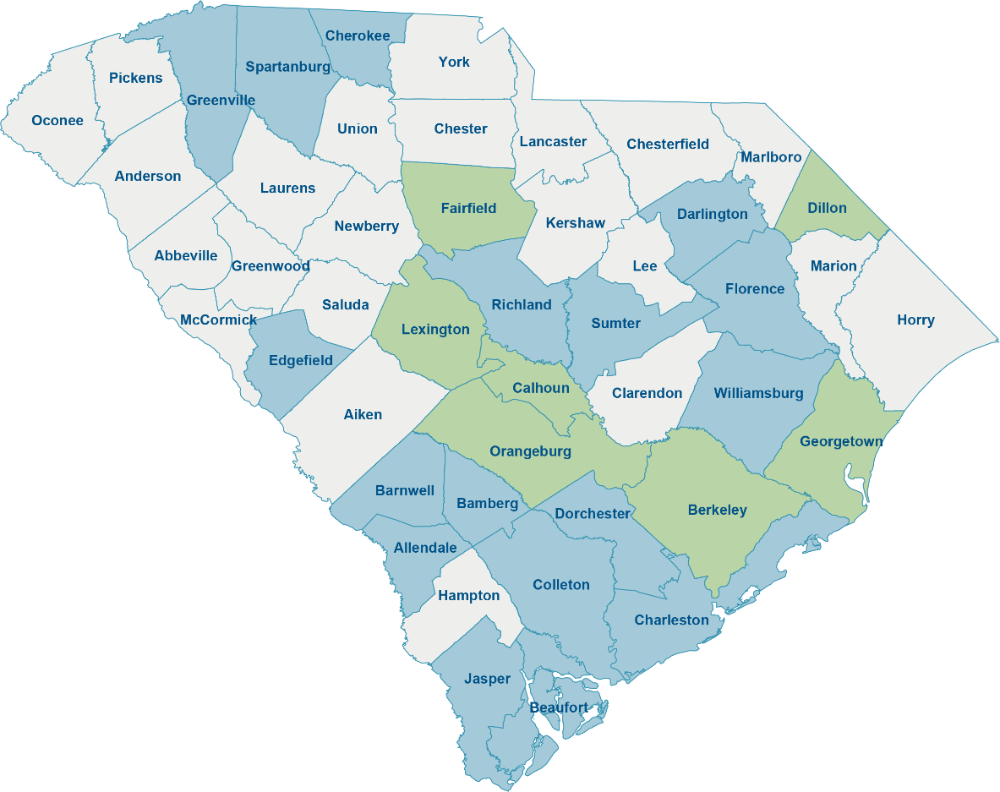 Cherokee
York
Spartanburg
Pickens
Greenville
Oconee
Union
Chester
Lancaster
Chesterfield
Marlboro
Anderson
Laurens
Fairfield
Dillon
Darlington
Newberry
Kershaw
Abbeville
Greenwood
Lee
Marion
Florence
Saluda
Richland
McCormick
Lexington
Sumter
Horry
Edgefield
Calhoun
Clarendon
Williamsburg
Aiken
Georgetown
Orangeburg
Barnwell
Bamberg
Dorchester
Berkeley
Allendale
Colleton
Hampton
Charleston
Jasper
Beaufort